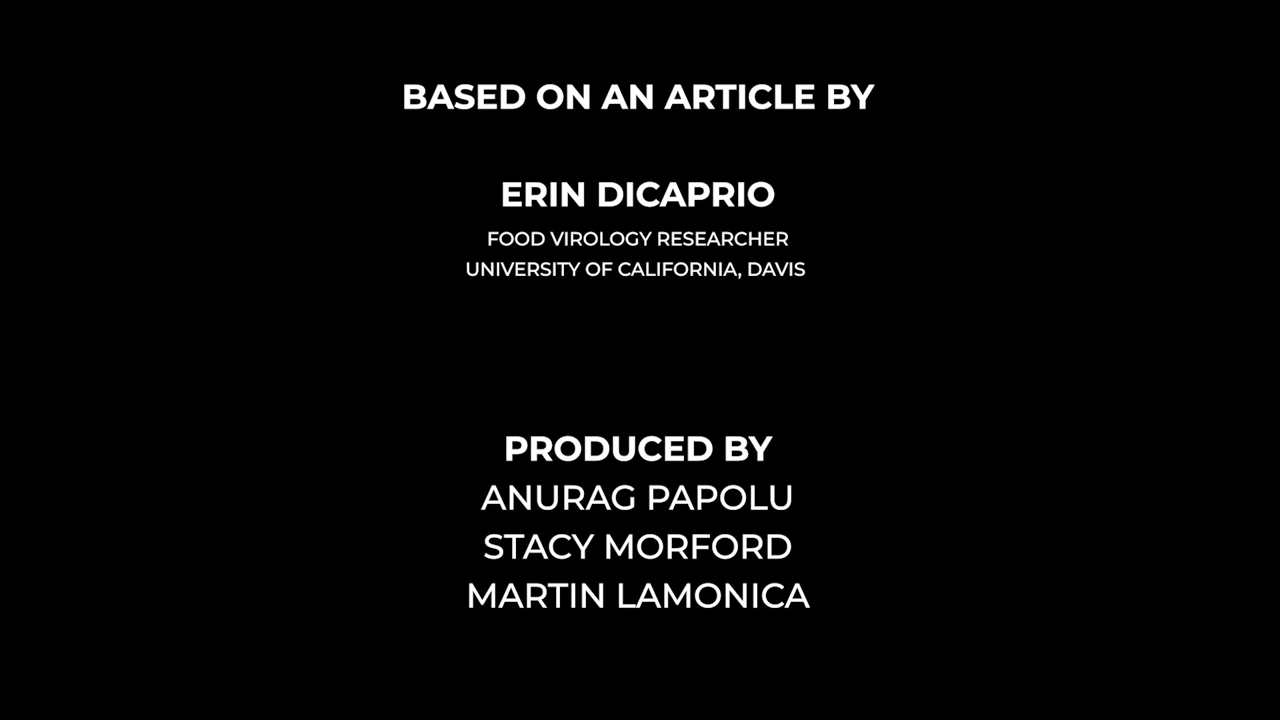 BASED ON AN ARTICLE BY
ERIN DICAPRIO
FOOD VIROLOGY RESEARCHER
UNIVERSITY OF CALIFORNIA, DAVIS
PRODUCED BY
ANURAG PAPOLU
STACY MORFORD
MARTIN LAMONICA